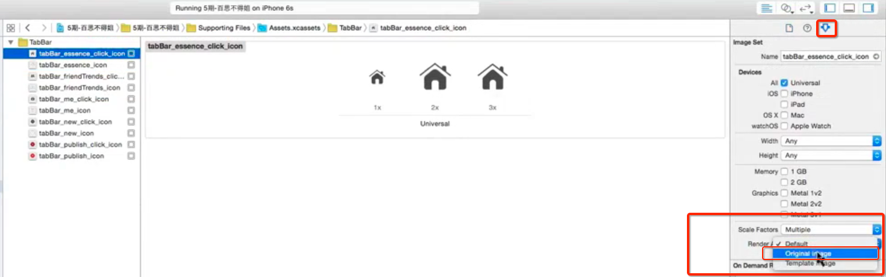 Running 5期-百思不得姐 on iPhone 6s
5期-百思不得姐 › 5期-百思不得姐 › Supporting Files › Assets.xcassets › TabBar › tabBar_essence_click_icon
TabBar
tabBar_essence_click_icon
tabBar_essence_icon
tabBar_friendTrends_clic...
tabBar_friendTrends_icon
tabBar_me_click_icon
tabBar_me_icon
tabBar_new_click_icon
tabBar_new_icon
tabBar_publish_click_icon
tabBar_publish_icon
tabBar_essence_click_icon
1x 2x 3x
Universal
Image Set
Name tabBar_essence_click_icon
Devices
All Universal
iOS iPhone
iPad
OS X Mac
watchOS Apple Watch
Width Any
Height Any
Memory 1 GB
2 GB
Graphics Metal 1v2
Metal 2v2
Scale Factors Multiple
Render Default
Original Image
Template Image
On Demand